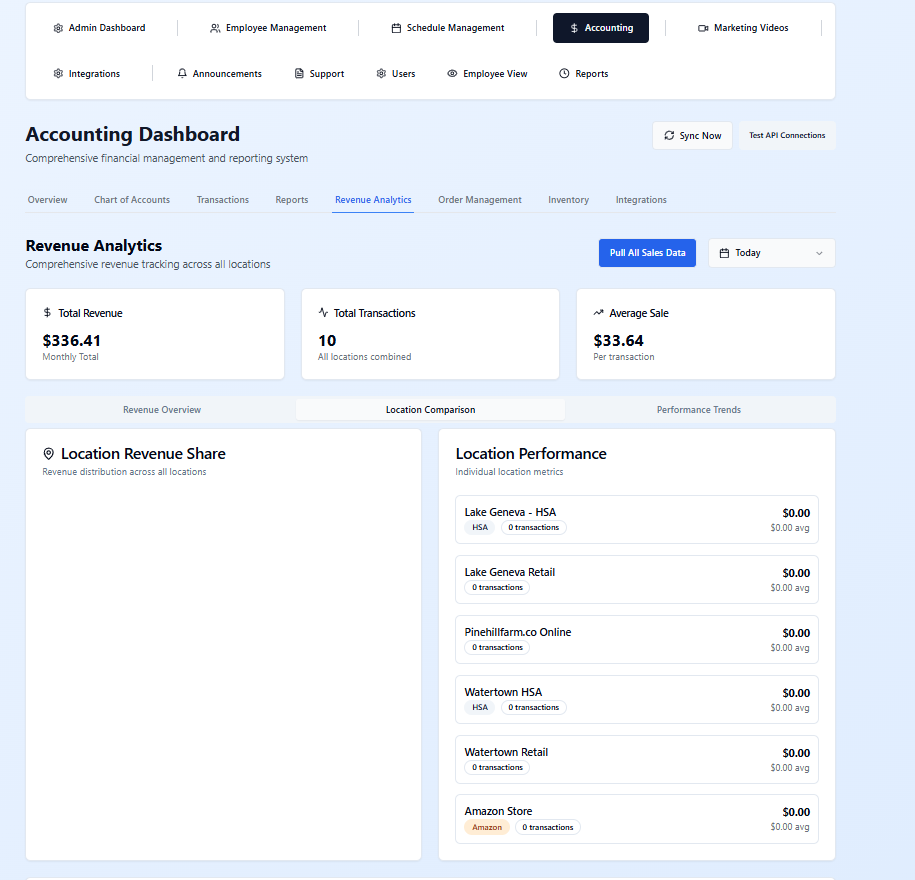 Admin Dashboard
Employee Management
Schedule Management
Accounting
Marketing Videos
Integrations
Announcements
Support
Users
Employee View
Reports
Accounting Dashboard
Comprehensive financial management and reporting system
Sync Now
Test API Connections
Overview
Chart of Accounts
Transactions
Reports
Revenue Analytics
Order Management
Inventory
Integrations
Revenue Analytics
Comprehensive revenue tracking across all locations
Pull All Sales Data
Today
Total Revenue
$336.41
Monthly Total
Total Transactions
10
All locations combined
Average Sale
$33.64
Per transaction
Revenue Overview
Location Comparison
Performance Trends
Location Revenue Share
Revenue distribution across all locations
Location Performance
Individual location metrics
Lake Geneva - HSA
HSA
0 transactions
$0.00
$0.00 avg
Lake Geneva Retail
0 transactions
$0.00
$0.00 avg
Pinehillfarm.co Online
0 transactions
$0.00
$0.00 avg
Watertown HSA
HSA
0 transactions
$0.00
$0.00 avg
Watertown Retail
0 transactions
$0.00
$0.00 avg
Amazon Store
Amazon
0 transactions
$0.00
$0.00 avg